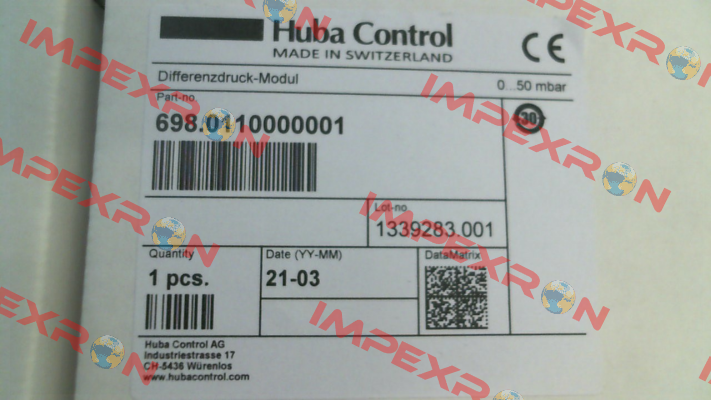 Huba Control
MADE IN SWITZERLAND
CE
Differenzdruck-Modul
0...50 mbar
Part-no.
698.0110000001
30
Lot-no.
1339283.001
Quantity
Date (YY-MM)
DataMatrix
1 pcs.
21-03
Huba Control AG
Industriestrasse 17
CH-5436 Würenlos
www.hubacontrol.com
IMPEXRON
IMPEXRON
IMPEXRON
IMPEXRON
IMPEXRON